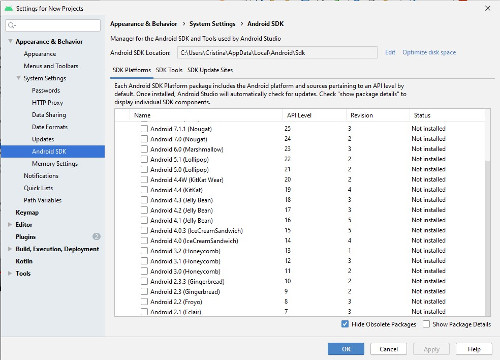 Settings for New Projects
Appearance & Behavior
Appearance
Menus and Toolbars
System Settings
Passwords
HTTP Proxy
Data Sharing
Date Formats
Updates
Android SDK
Memory Settings
Notifications
Quick Lists
Path Variables
Keymap
Editor
Plugins
Build, Execution, Deployment
Kotlin
Tools
Appearance & Behavior > System Settings > Android SDK
Manager for the Android SDK and Tools used by Android Studio
Android SDK Location: C:\Users\Cristina\AppData\Local\Android\Sdk Edit Optimize disk space
SDK Platforms SDK Tools SDK Update Sites
Each Android SDK Platform package includes the Android platform and sources pertaining to an API level by
default. Once installed, Android Studio will automatically check for updates. Check "show package details" to
display individual SDK components.
Name API Level Revision Status
Android 7.1.1 (Nougat) 25 3 Not installed
Android 7.0 (Nougat) 24 2 Not installed
Android 6.0 (Marshmallow) 23 3 Not installed
Android 5.1 (Lollipop) 22 2 Not installed
Android 5.0 (Lollipop) 21 2 Not installed
Android 4.4W (KitKat Wear) 20 2 Not installed
Android 4.4 (KitKat) 19 4 Not installed
Android 4.3 (Jelly Bean) 18 3 Not installed
Android 4.2 (Jelly Bean) 17 3 Not installed
Android 4.1 (Jelly Bean) 16 5 Not installed
Android 4.0.3 (IceCreamSandwich) 15 5 Not installed
Android 4.0 (IceCreamSandwich) 14 4 Not installed
Android 3.2 (Honeycomb) 13 1 Not installed
Android 3.1 (Honeycomb) 12 3 Not installed
Android 3.0 (Honeycomb) 11 2 Not installed
Android 2.3.3 (Gingerbread) 10 2 Not installed
Android 2.3 (Gingerbread) 9 2 Not installed
Android 2.2 (Froyo) 8 3 Not installed
Android 2.1 (Eclair) 7 3 Not installed
Hide Obsolete Packages Show Package Details
OK Cancel Apply Help